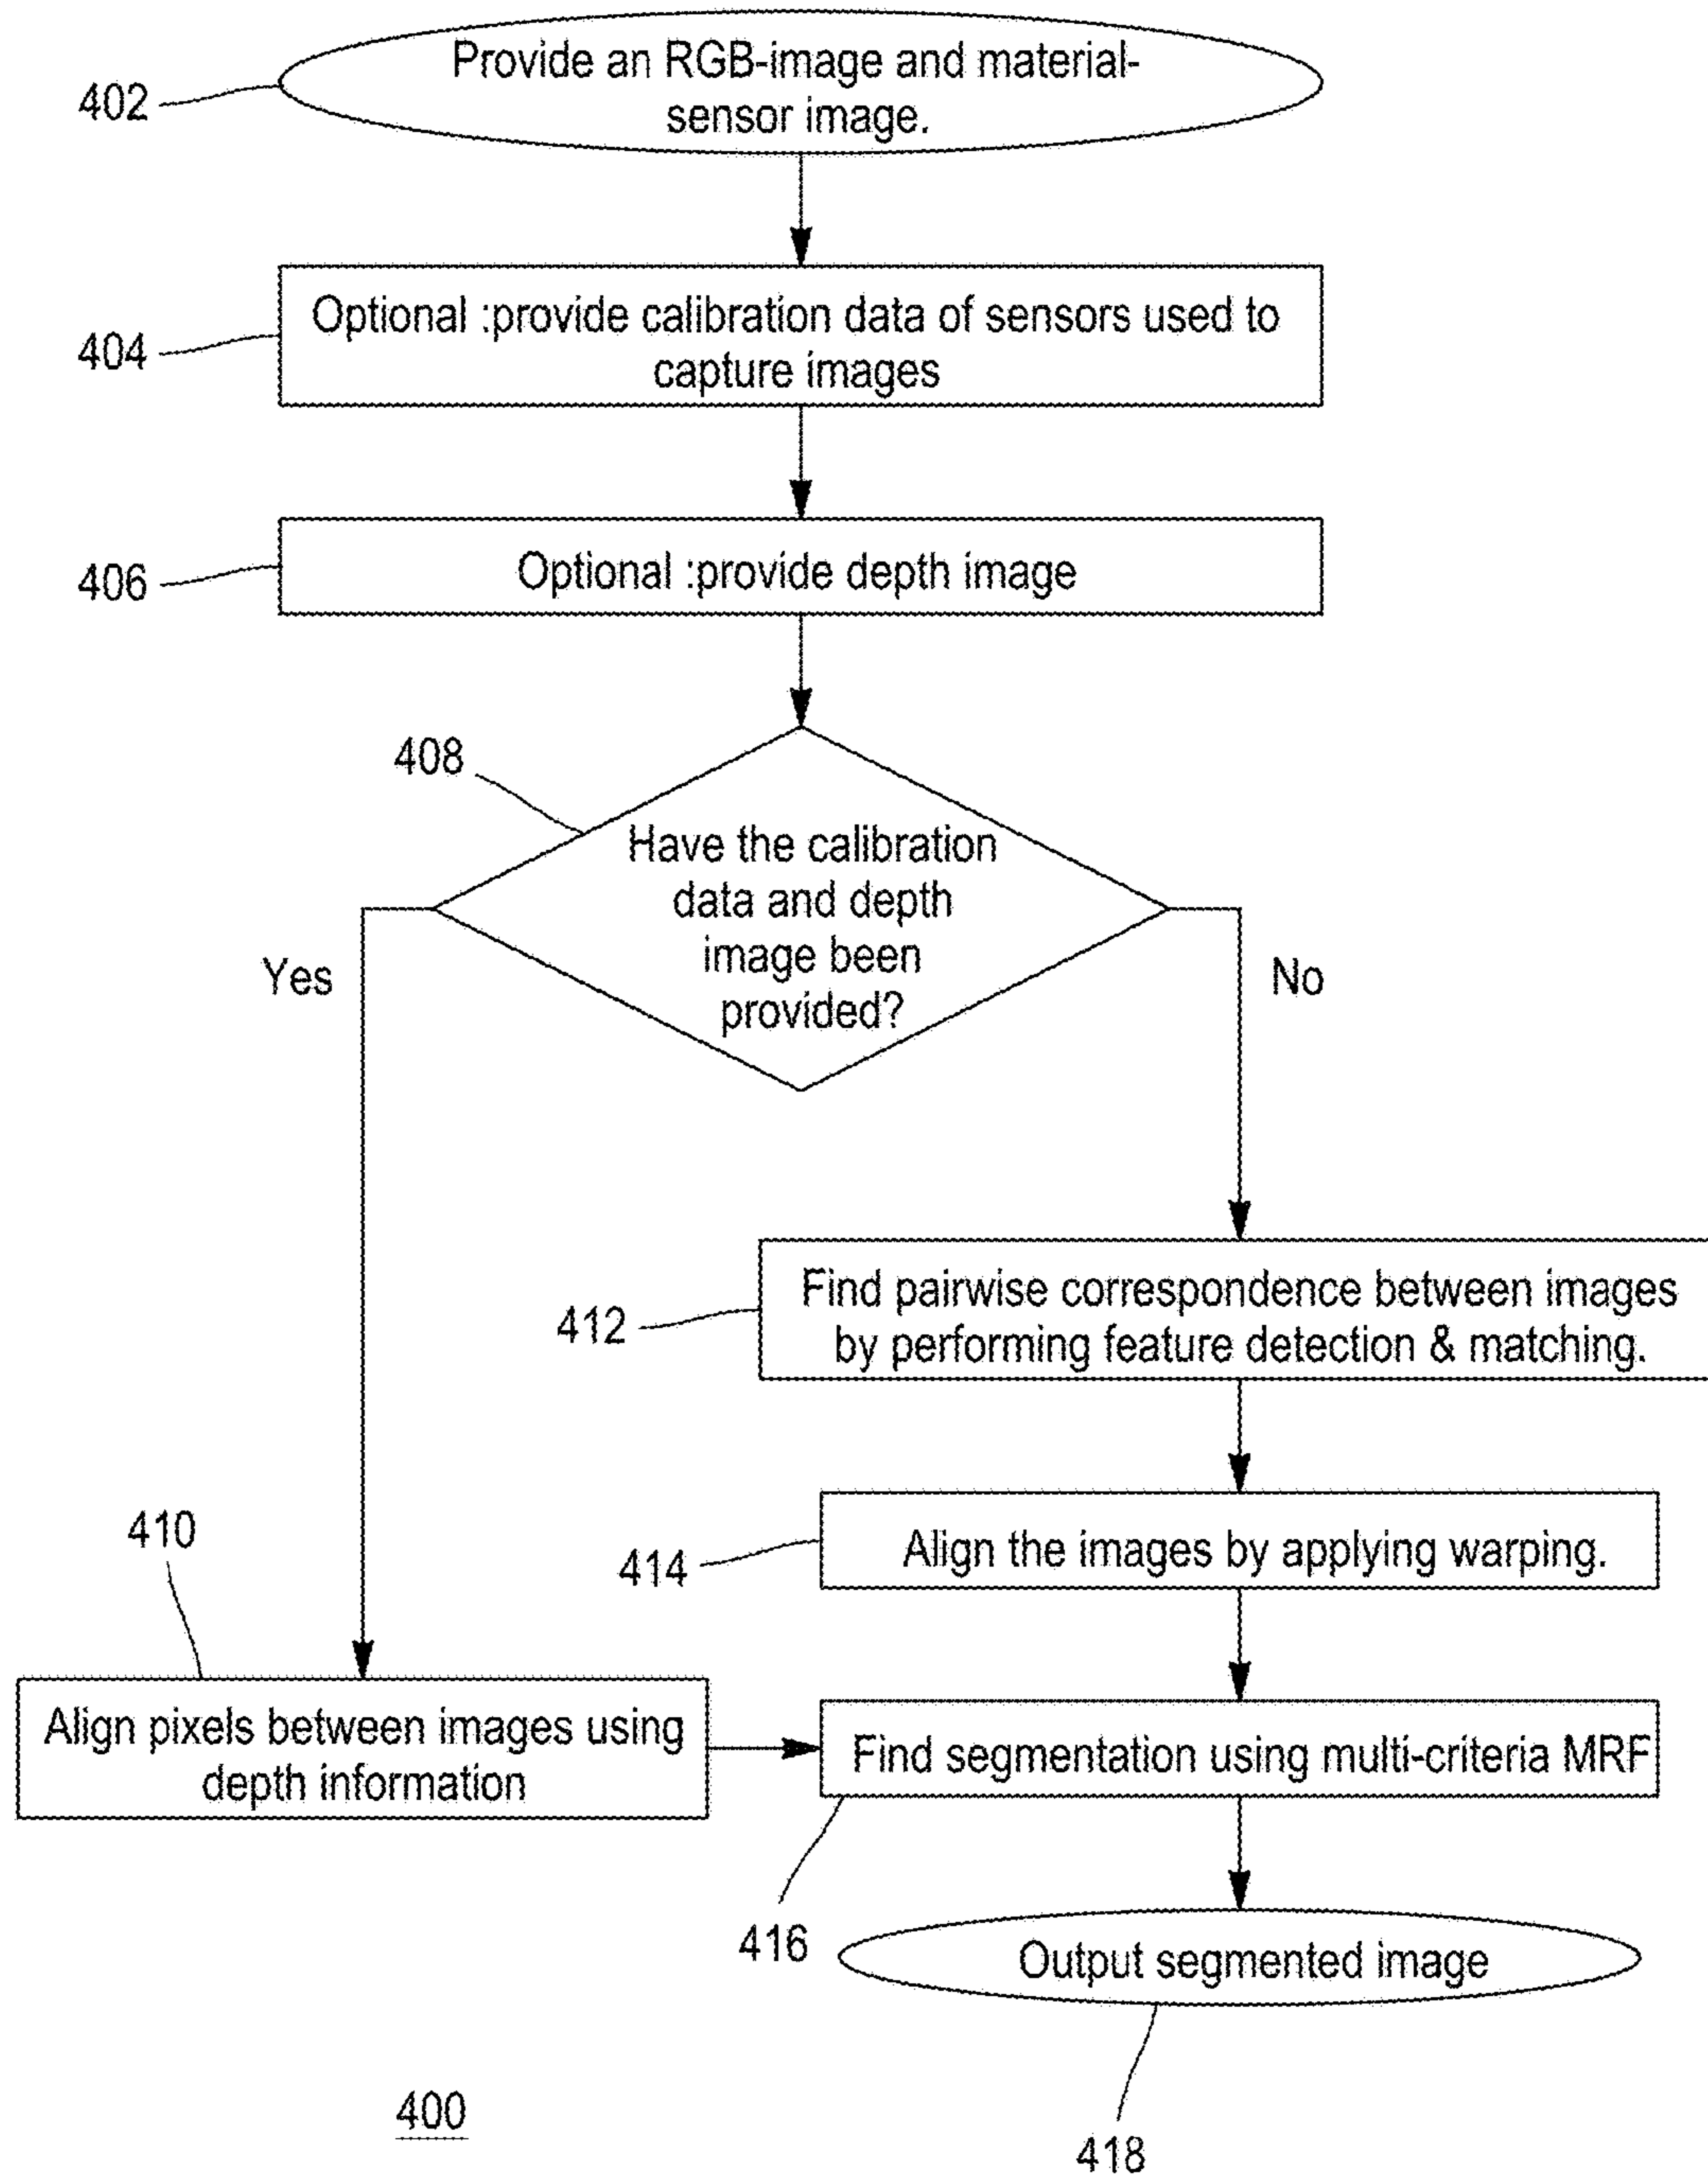 Provide an RGB-image and material-
sensor image.
402
Optional :provide calibration data of sensors used to
capture images
404
Optional :provide depth image
406
408
Have the calibration
data and depth
image been
provided?
Yes
No
Find pairwise correspondence between images
by performing feature detection & matching.
412
410
Align the images by applying warping.
414
Align pixels between images using
depth information
Find segmentation using multi-criteria MRF
416
Output segmented image
400
418